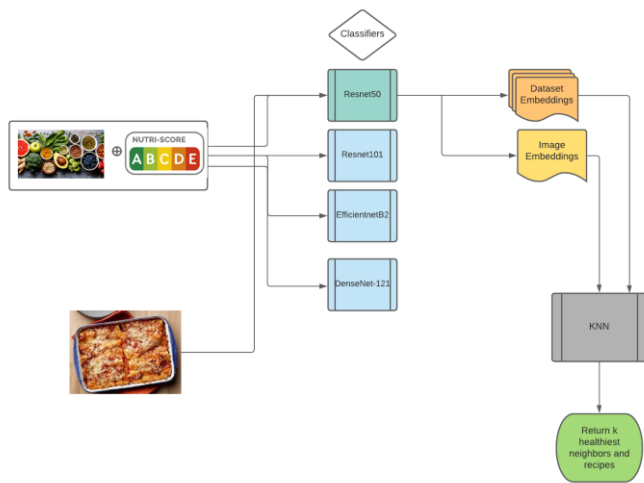 Classifiers
Resnet50
Dataset
Embeddings
NUTRI-SCORE
A B C D E
Resnet101
Image
Embeddings
EfficientnetB2
DenseNet-121
KNN
Return k
healthiest
neighbors and
recipes